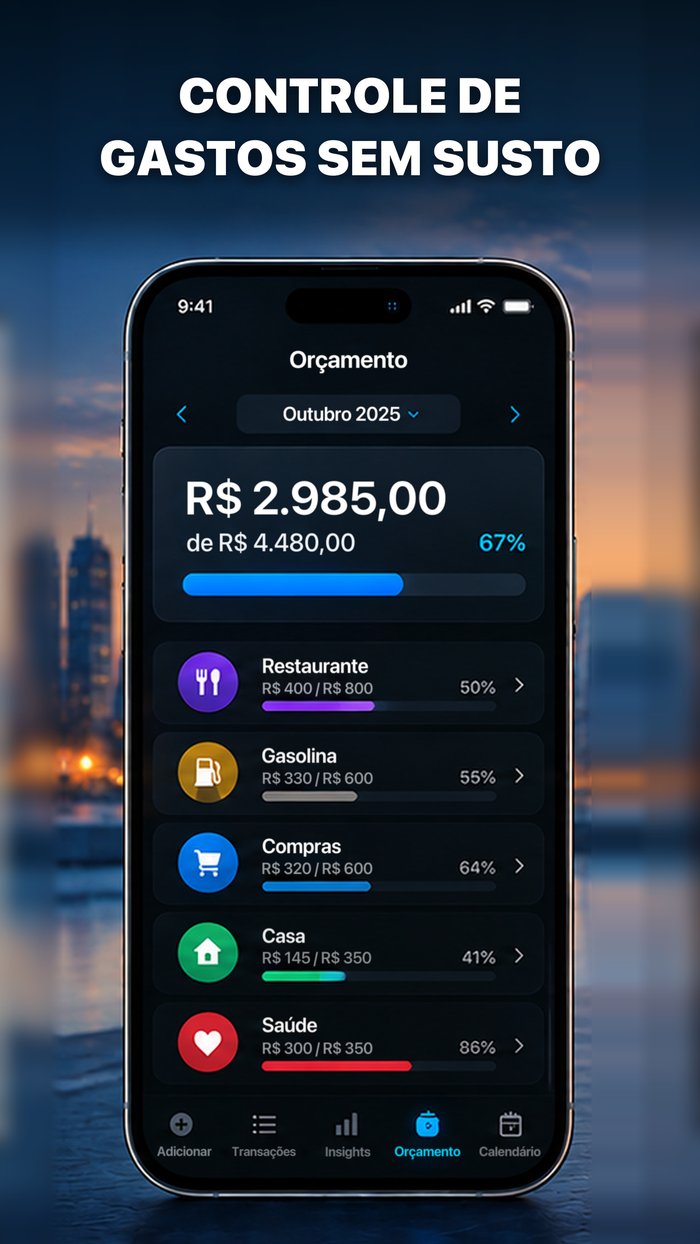 CONTROLE DE
GASTOS SEM SUSTO
9:41
Orçamento
Outubro 2025
R$ 2.985,00
de R$ 4.480,00 67%
Restaurante
R$ 400 / R$ 800 50%
Gasolina
R$ 330 / R$ 600 55%
Compras
R$ 320 / R$ 600 64%
Casa
R$ 145 / R$ 350 41%
Saúde
R$ 300 / R$ 350 86%
Adicionar Transações Insights Orçamento Calendário